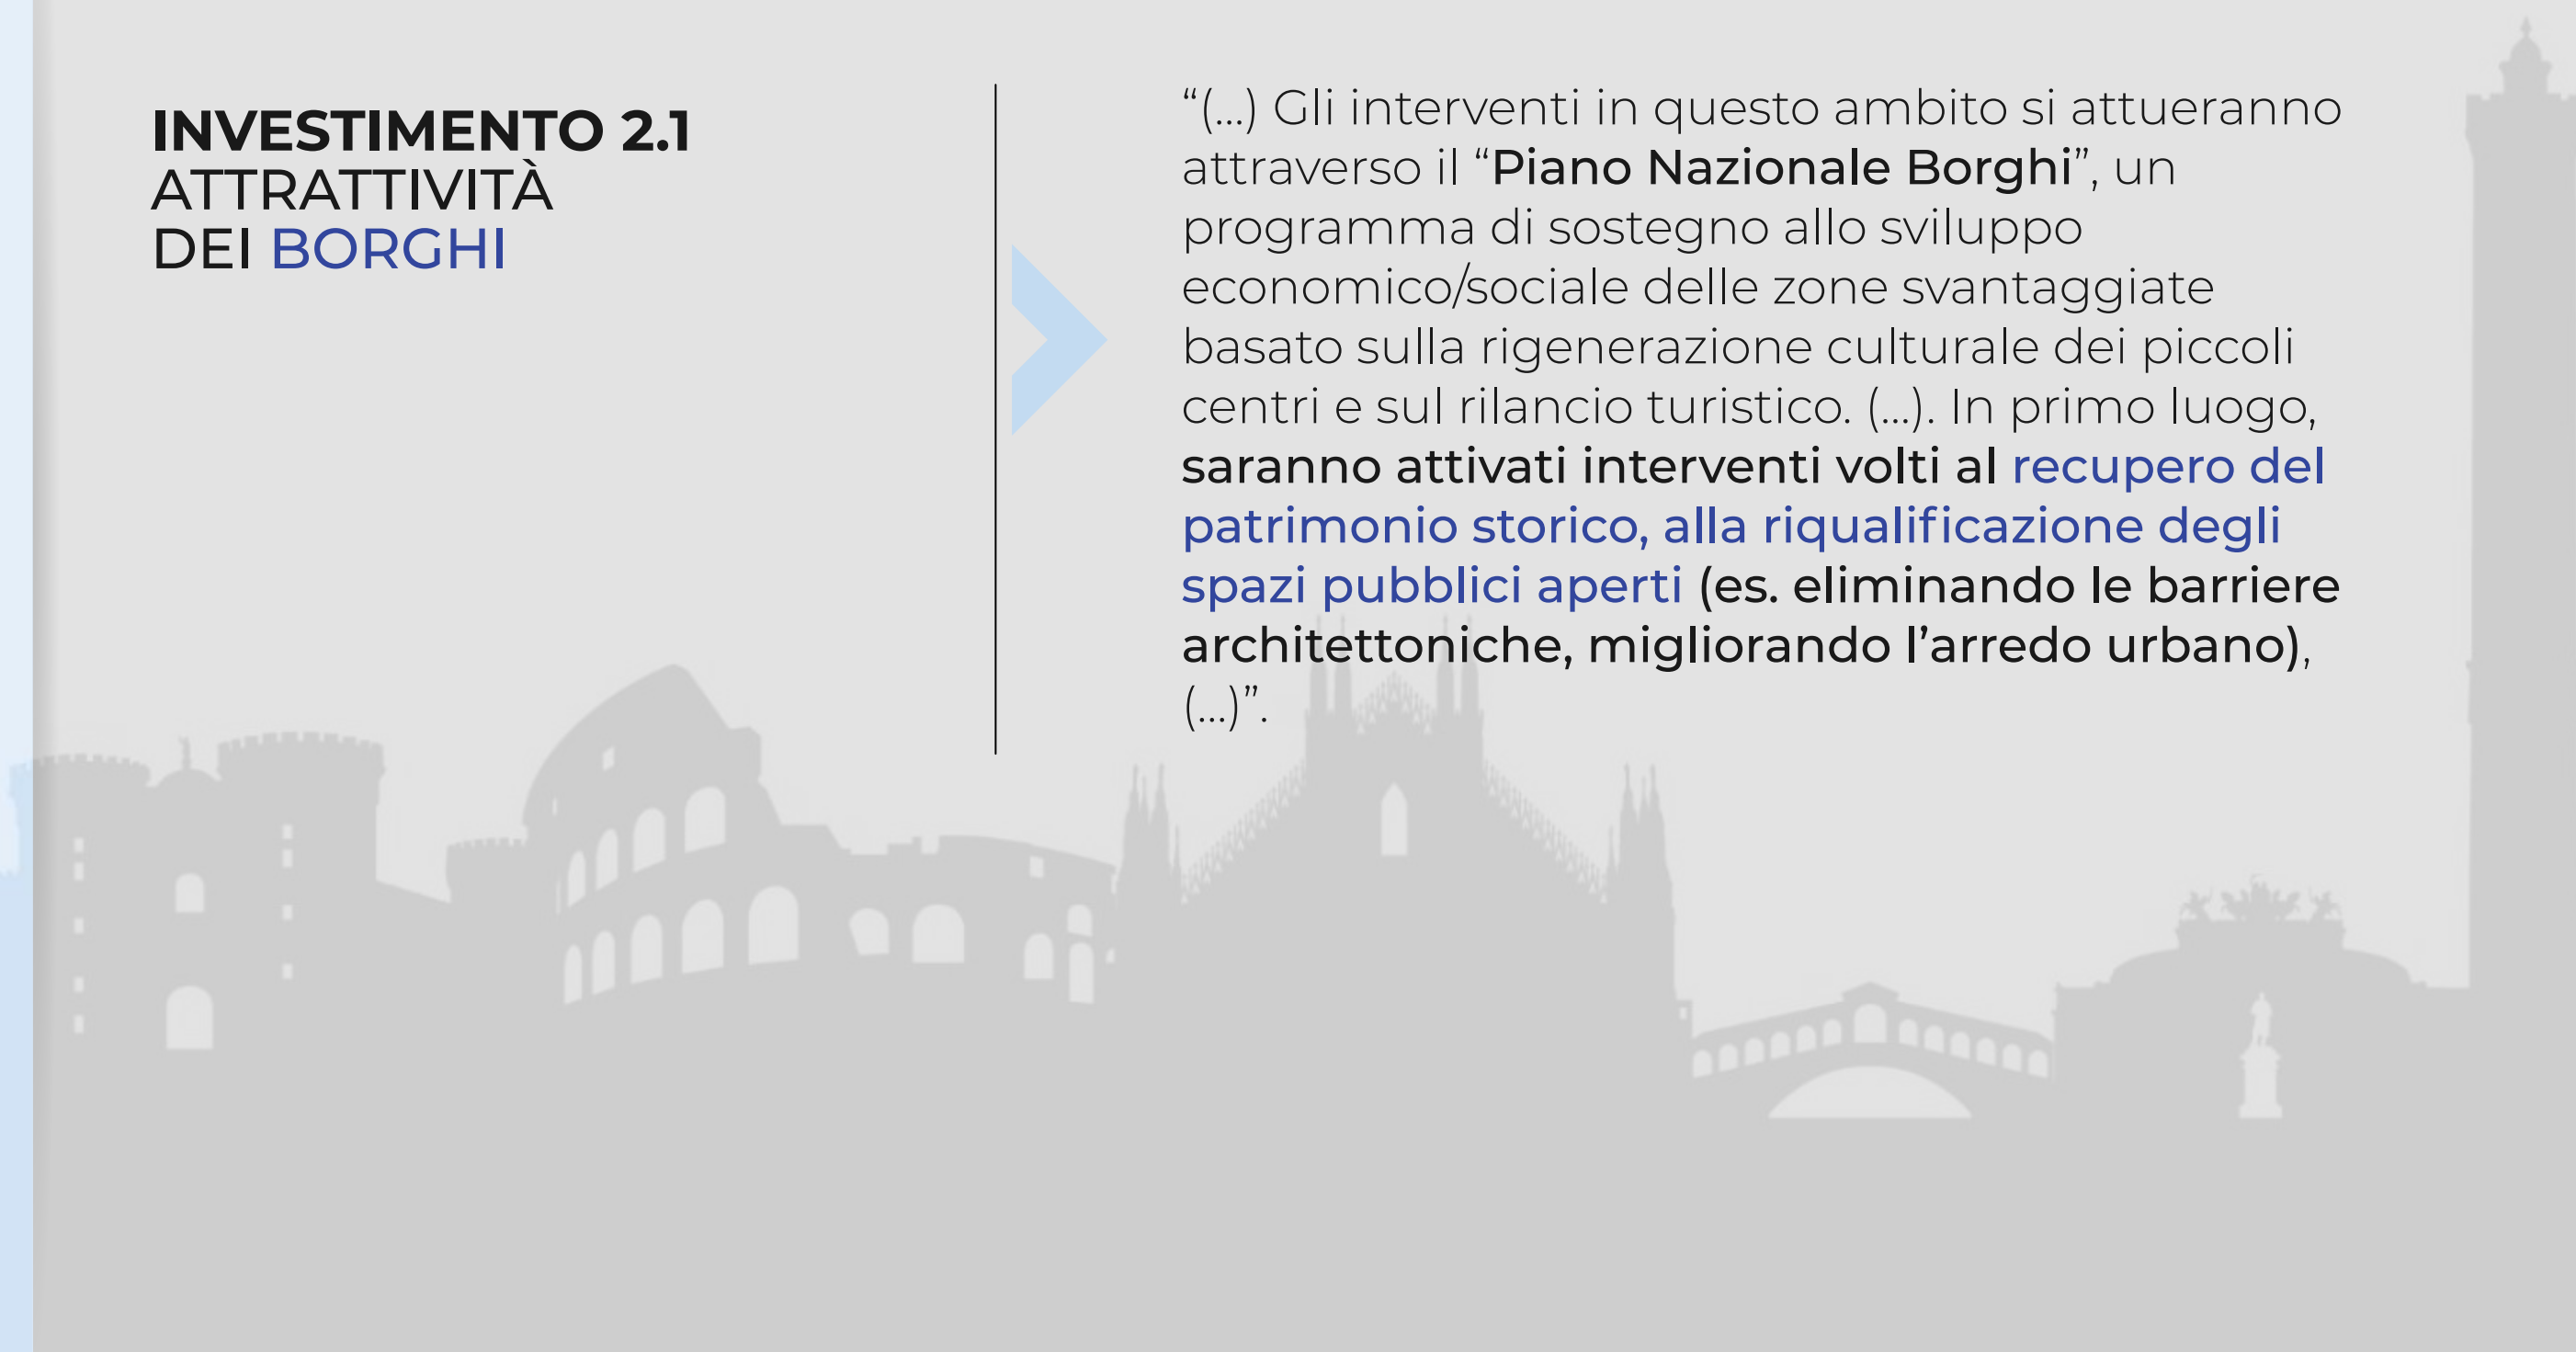 INVESTIMENTO 2.1
ATTRATTIVITÀ
DEI BORGHI
“(...) Gli interventi in questo ambito si attueranno
attraverso il “Piano Nazionale Borghi”, un
programma di sostegno allo sviluppo
economico/sociale delle zone svantaggiate
basato sulla rigenerazione culturale dei piccoli
centri e sul rilancio turistico. (...). In primo luogo,
saranno attivati interventi volti al recupero del
patrimonio storico, alla riqualificazione degli
spazi pubblici aperti (es. eliminando le barriere
architettoniche, migliorando l’arredo urbano),
(...)”.